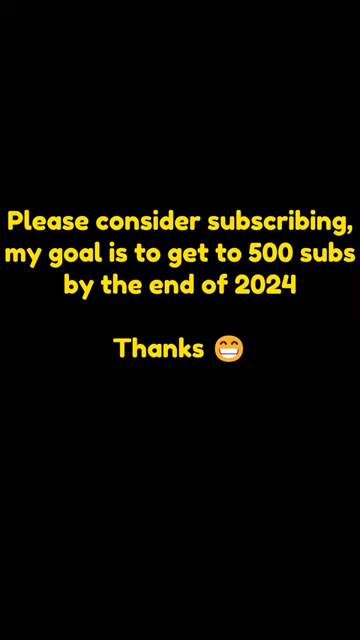 Please consider subscribing,
my goal is to get to 500 subs
by the end of 2024
Thanks 😁